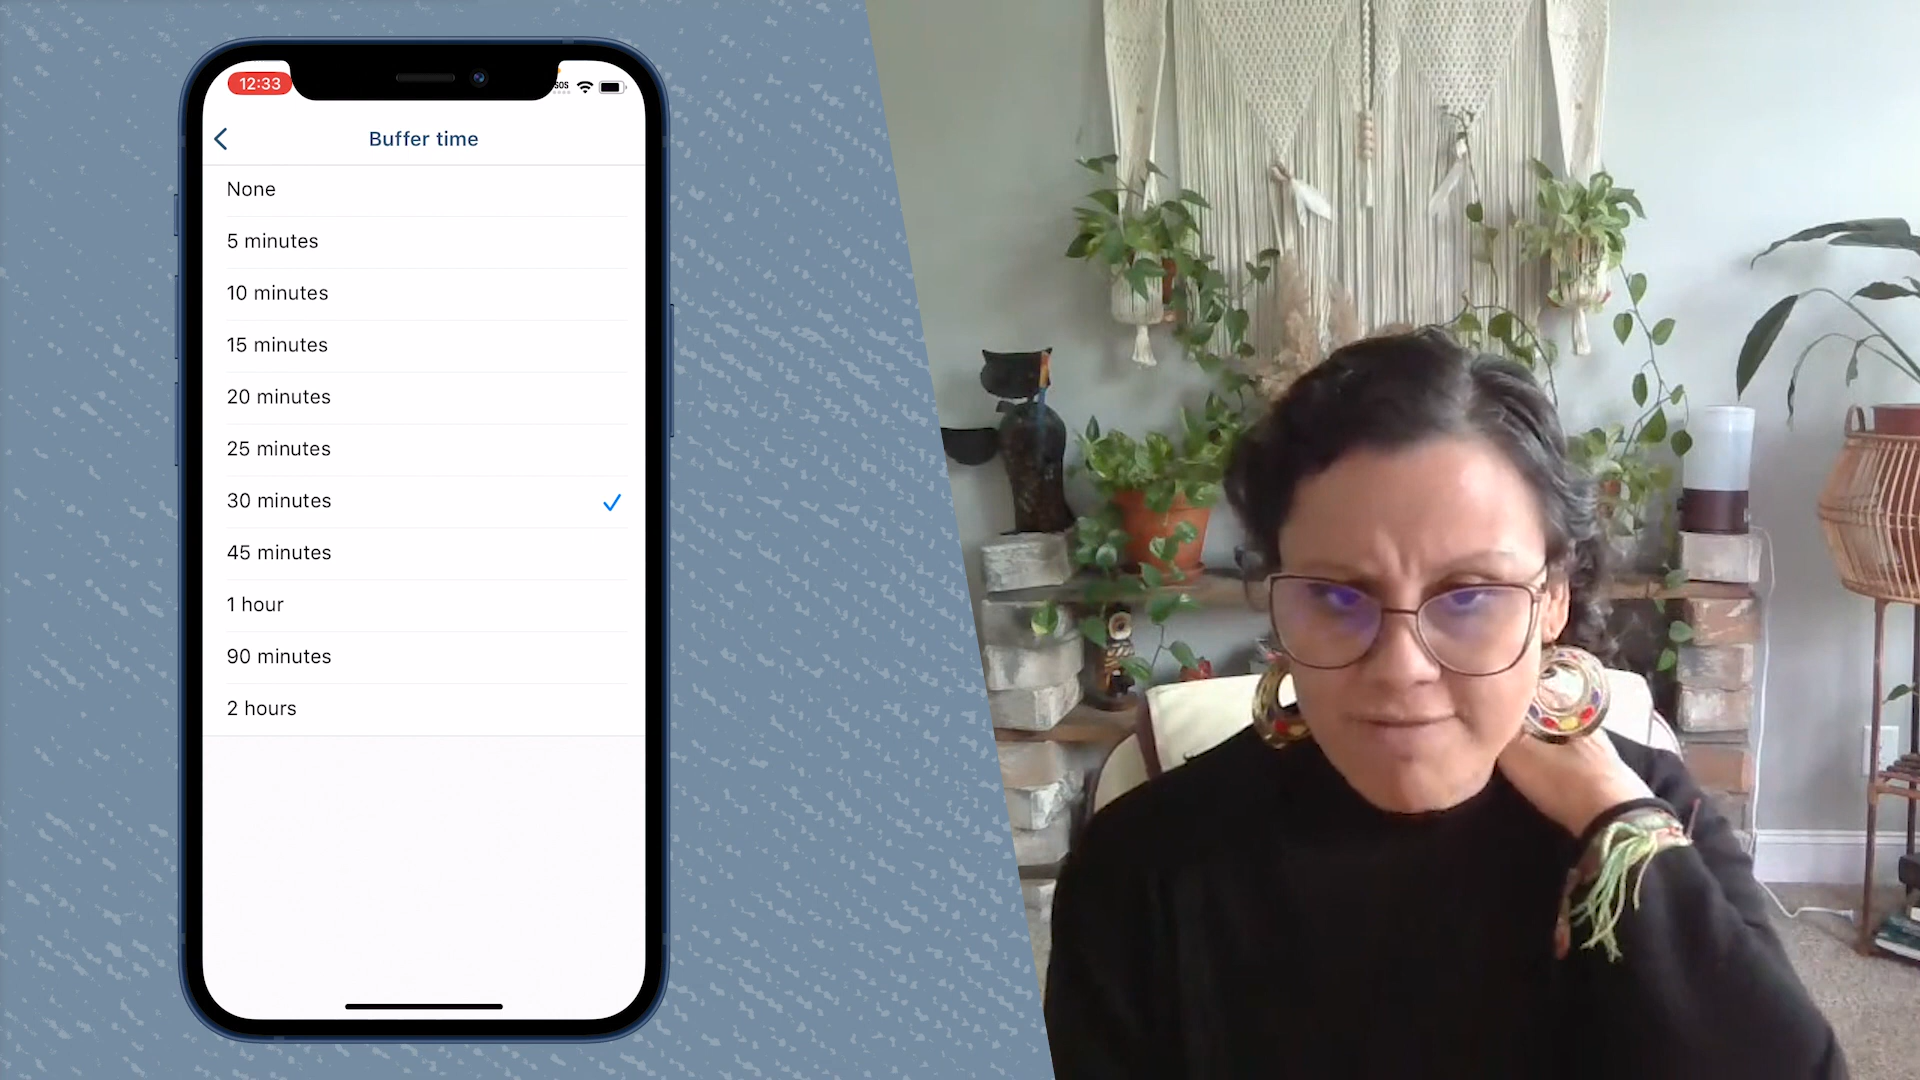 12:33
SOS
Buffer time
None
5 minutes
10 minutes
15 minutes
20 minutes
25 minutes
30 minutes
45 minutes
1 hour
90 minutes
2 hours